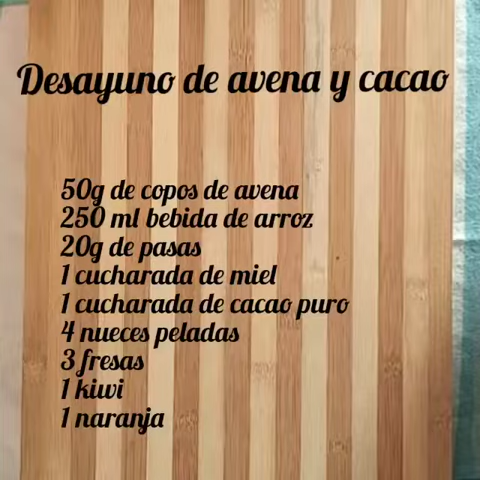 Desayuno de avena y cacao
50g de copos de avena
250 ml bebida de arroz
20g de pasas
1 cucharada de miel
1 cucharada de cacao puro
4 nueces peladas
3 fresas
1 kiwi
1 naranja